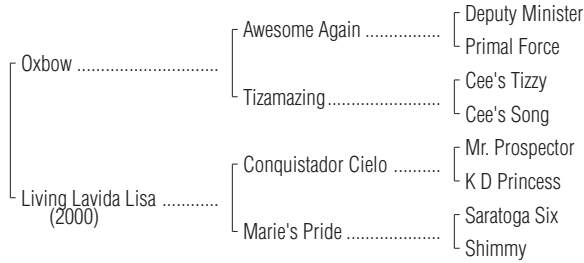 Deputy Minister
Awesome Again ................
Primal Force
Oxbow ..............................
Cee's Tizzy
Tizamazing........................
Cee's Song
Mr. Prospector
Conquistador Cielo ..........
K D Princess
Living Lavida Lisa ............
(2000)
Saratoga Six
Marie's Pride ....................
Shimmy